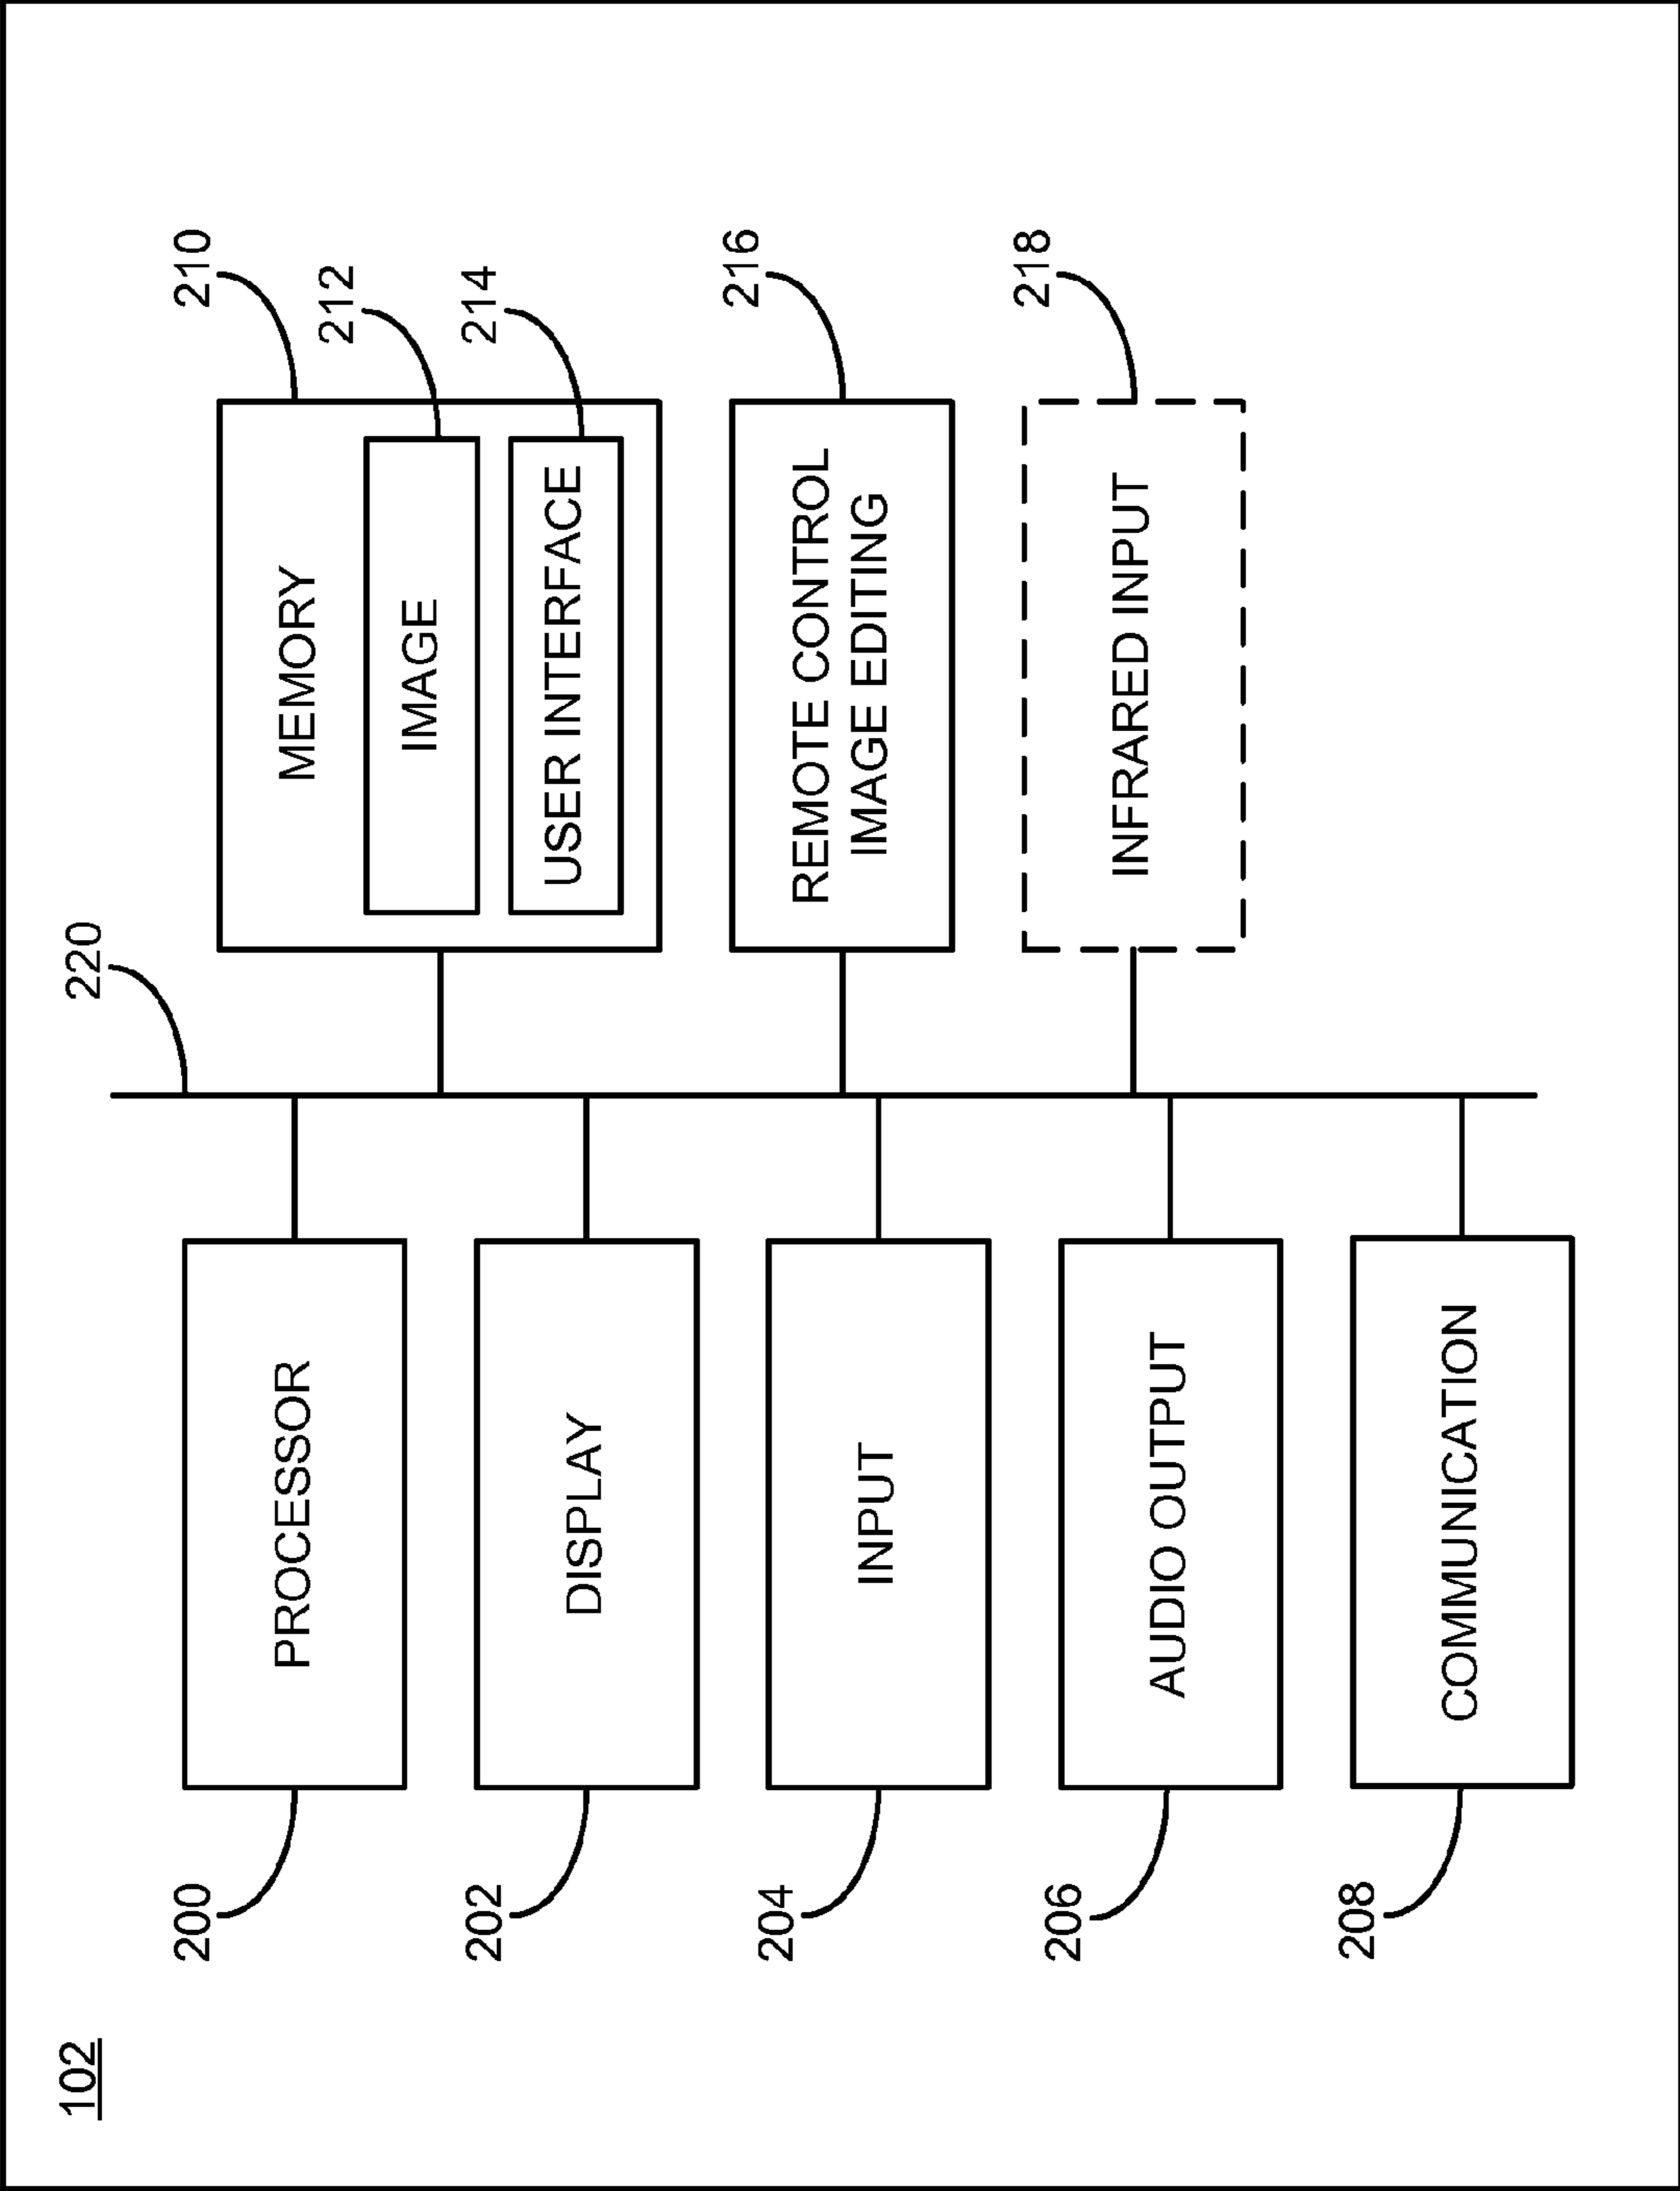 102
220
200
PROCESSOR
202
DISPLAY
204
INPUT
206
AUDIO OUTPUT
208
COMMUNICATION
210
MEMORY
212
IMAGE
214
USER INTERFACE
216
REMOTE CONTROL
IMAGE EDITING
218
INFRARED INPUT